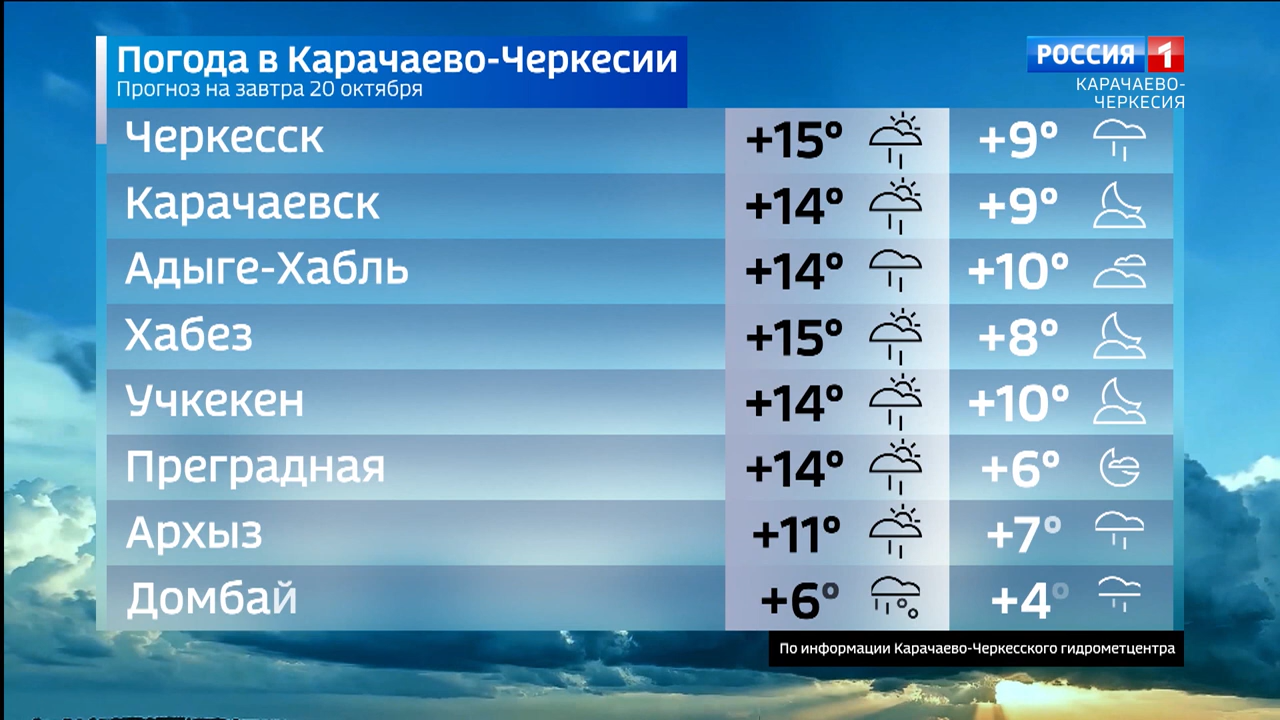 Погода в Карачаево-Черкесии
Прогноз на завтра 20 октября
РОССИЯ 1
КАРАЧАЕВО-
ЧЕРКЕСИЯ
Черкесск +15° +9°
Карачаевск +14° +9°
Адыге-Хабль +14° +10°
Хабез +15° +8°
Учкекен +14° +10°
Преградная +14° +6°
Архыз +11° +7°
Домбай +6° +4°
По информации Карачаево-Черкесского гидрометцентра